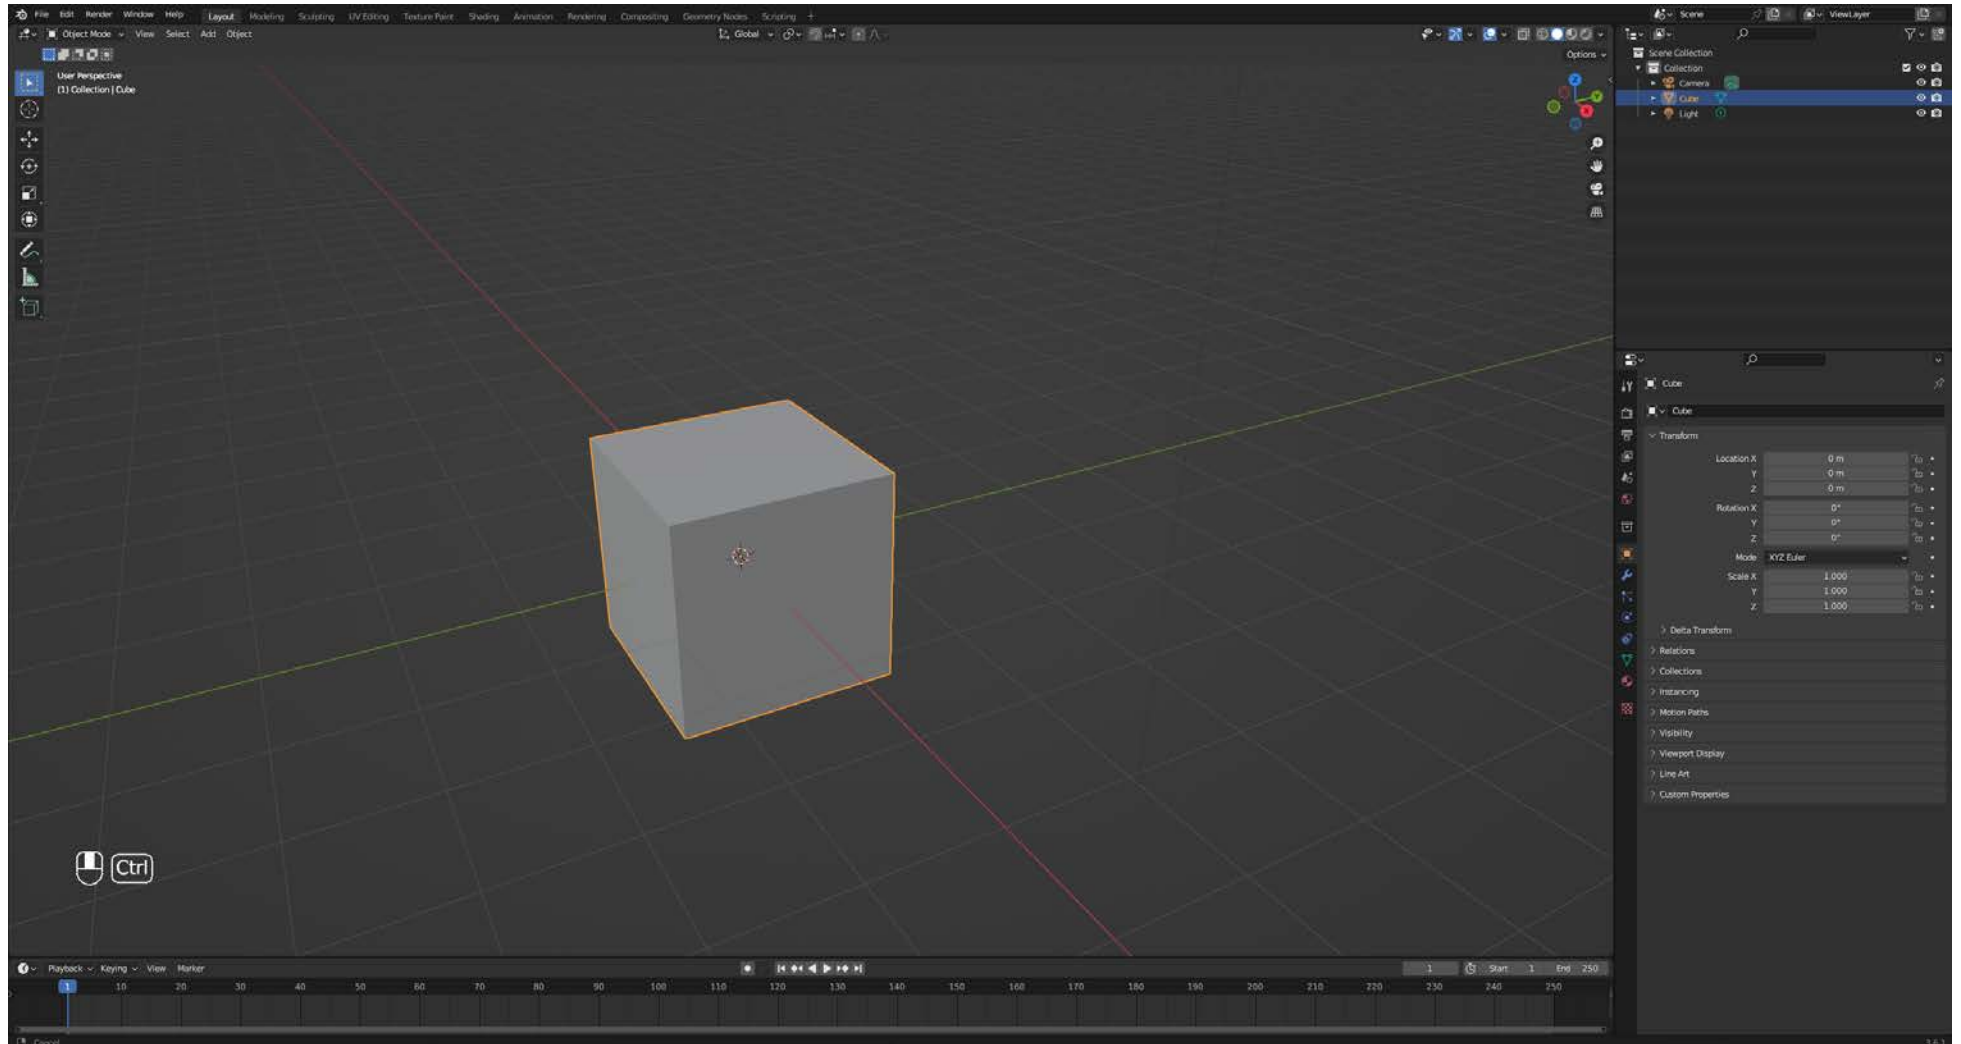 File Edit Render Window Help Layout Modeling Sculpting UV Editing Texture Paint Shading Animation Rendering Compositing Geometry Nodes Scripting +
Scene
ViewLayer
Object Mode View Select Add Object
Global
Options
User Perspective
(1) Collection | Cube
Z
Y
X
Scene Collection
Collection
Camera
Cube
Light
Cube
Cube
Transform
Location X 0 m
Y 0 m
Z 0 m
Rotation X 0°
Y 0°
Z 0°
Mode XYZ Euler
Scale X 1.000
Y 1.000
Z 1.000
Delta Transform
Relations
Collections
Instancing
Motion Paths
Visibility
Viewport Display
Line Art
Custom Properties
Ctrl
Playback Keying View Marker
1 Start 1 End 250
1 10 20 30 40 50 60 70 80 90 100 110 120 130 140 150 160 170 180 190 200 210 220 230 240 250
Cancel
3.6.1